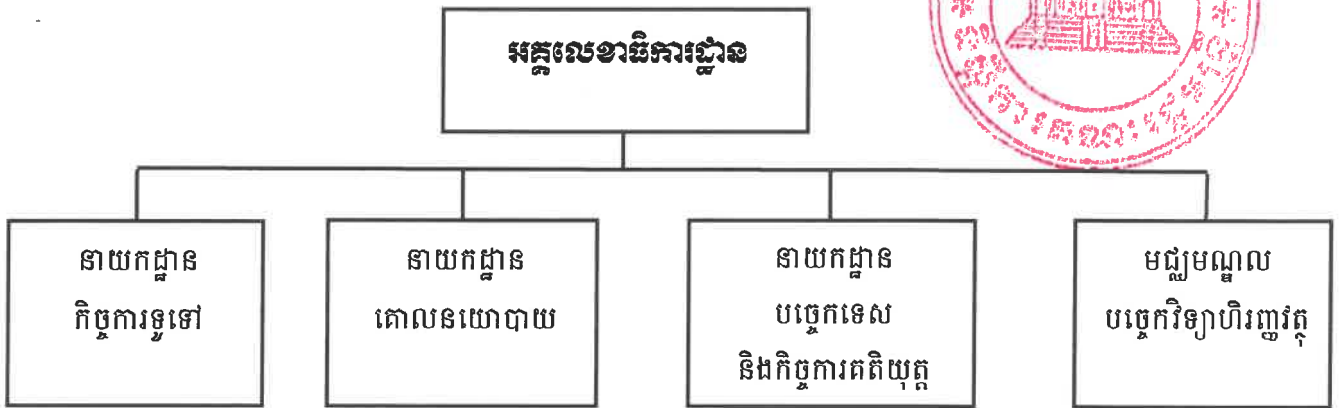 អគ្គលេខាធិការដ្ឋាន
នាយកដ្ឋាន
កិច្ចការទូទៅ
នាយកដ្ឋាន
គោលនយោបាយ
នាយកដ្ឋាន
បច្ចេកទេស
និងកិច្ចការគតិយុត្ត
មជ្ឈមណ្ឌល
បច្ចេកវិទ្យាហិរញ្ញវត្ថុ